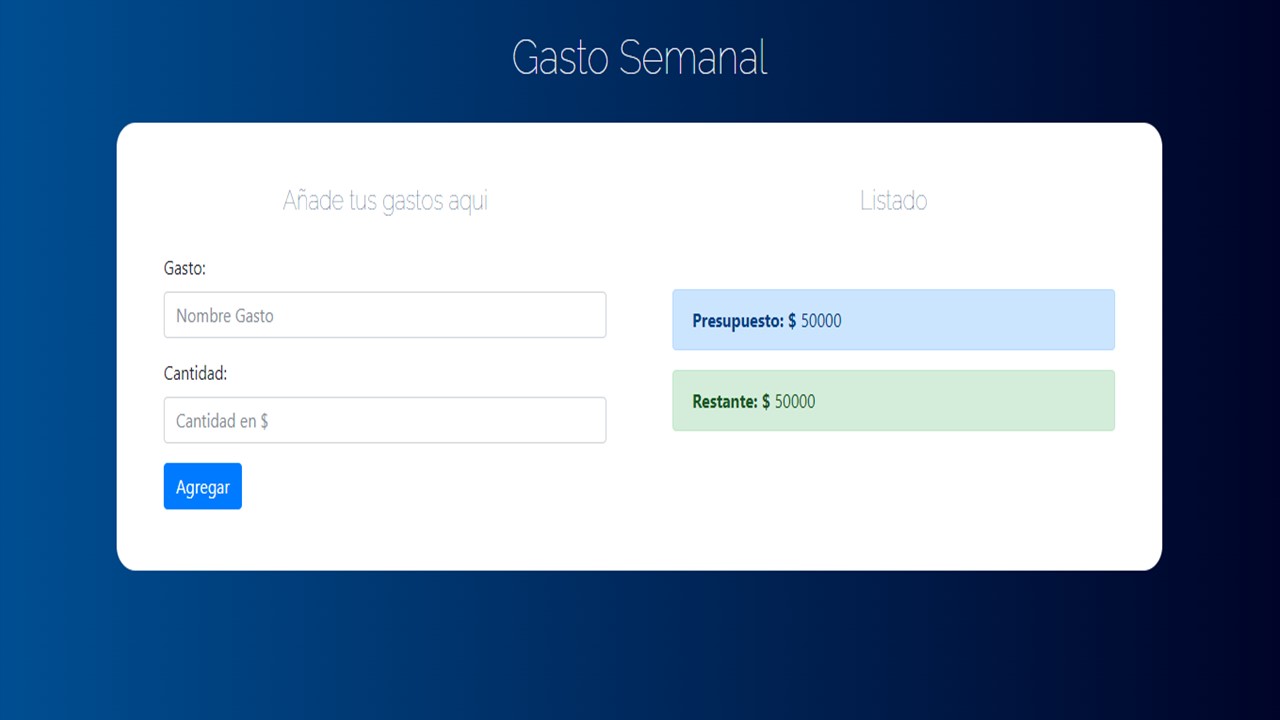 Gasto Semanal
Añade tus gastos aqui
Gasto:
Nombre Gasto
Cantidad:
Cantidad en $
Agregar
Listado
Presupuesto: $ 50000
Restante: $ 50000